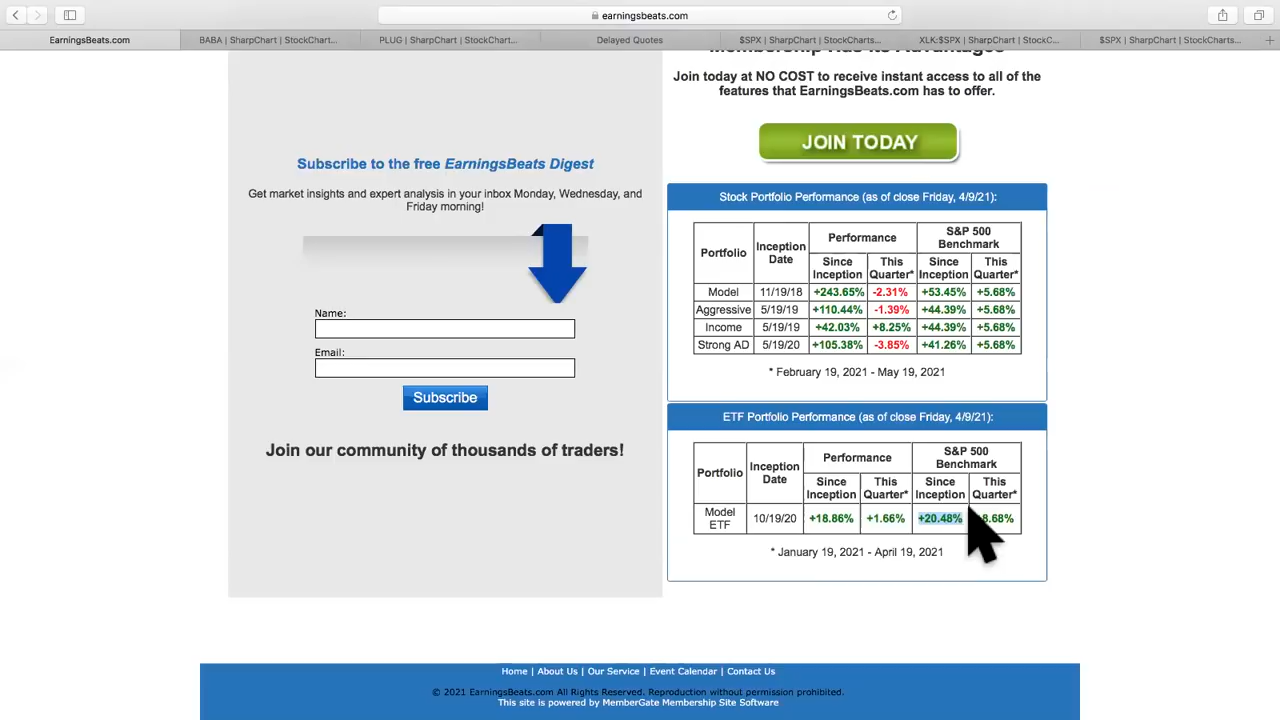 earningsbeats.com
EarningsBeats.com
BABA | SharpChart | StockChart...
PLUG | SharpChart | StockChart...
Delayed Quotes
$SPX | SharpChart | StockCharts...
XLK:$SPX | SharpChart | StockC...
$SPX | SharpChart | StockCharts...
Membership Has Its Advantages
Join today at NO COST to receive instant access to all of the
features that EarningsBeats.com has to offer.
JOIN TODAY
Subscribe to the free EarningsBeats Digest
Get market insights and expert analysis in your inbox Monday, Wednesday, and
Friday morning!
Name:
Email:
Subscribe
Join our community of thousands of traders!
Stock Portfolio Performance (as of close Friday, 4/9/21):
Portfolio Inception Date Performance S&P 500 Benchmark
Since Inception This Quarter* Since Inception This Quarter*
Model 11/19/18 +243.65% -2.31% +53.45% +5.68%
Aggressive 5/19/19 +110.44% -1.39% +44.39% +5.68%
Income 5/19/19 +42.03% +8.25% +44.39% +5.68%
Strong AD 5/19/20 +105.38% -3.85% +41.26% +5.68%
* February 19, 2021 - May 19, 2021
ETF Portfolio Performance (as of close Friday, 4/9/21):
Portfolio Inception Date Performance S&P 500 Benchmark
Since Inception This Quarter* Since Inception This Quarter*
Model ETF 10/19/20 +18.86% +1.66% +20.48% 8.68%
* January 19, 2021 - April 19, 2021
Home | About Us | Our Service | Event Calendar | Contact Us
© 2021 EarningsBeats.com All Rights Reserved. Reproduction without permission prohibited.
This site is powered by MemberGate Membership Site Software